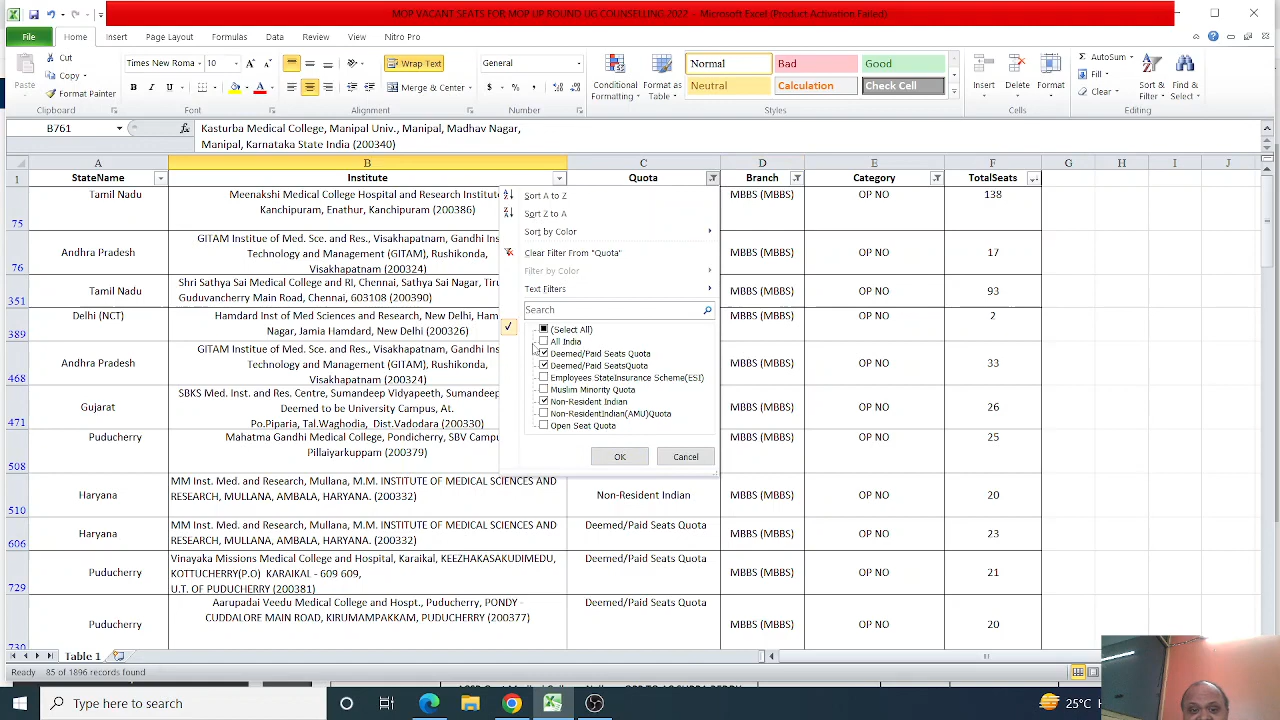 MOP VACANT SEATS FOR MOP UP ROUND UG COUNSELLING 2022 - Microsoft Excel (Product Activation Failed)
File Home Insert Page Layout Formulas Data Review View Nitro Pro
Cut
Copy
Paste
Format Painter
Clipboard
Times New Roma 10
B I U
Font
Wrap Text
Merge & Center
Alignment
General
Number
Conditional Formatting
Format as Table
Normal Bad Good
Neutral Calculation Check Cell
Styles
Insert Delete Format
Cells
AutoSum
Fill
Clear
Sort & Filter
Find & Select
Editing
B761
Kasturba Medical College, Manipal Univ., Manipal, Madhav Nagar,
Manipal, Karnataka State India (200340)
A B C D E F G H I J
1 StateName Institute Quota Branch Category TotalSeats
75 Tamil Nadu Meenakshi Medical College Hospital and Research Institute
Kanchipuram, Enathur, Kanchipuram (200386)
MBBS (MBBS) OP NO 138
76 Andhra Pradesh GITAM Institue of Med. Sce. and Res., Visakhapatnam, Gandhi Ins
Technology and Management (GITAM), Rushikonda,
Visakhapatnam (200324)
MBBS (MBBS) OP NO 17
351 Tamil Nadu Shri Sathya Sai Medical College and RI, Chennai, Sathya Sai Nagar, Tiru
Guduvancherry Main Road, Chennai, 603108 (200390)
MBBS (MBBS) OP NO 93
389 Delhi (NCT) Hamdard Inst of Med Sciences and Research, New Delhi, Ham
Nagar, Jamia Hamdard, New Delhi (200326)
MBBS (MBBS) OP NO 2
468 Andhra Pradesh GITAM Institue of Med. Sce. and Res., Visakhapatnam, Gandhi Ins
Technology and Management (GITAM), Rushikonda,
Visakhapatnam (200324)
MBBS (MBBS) OP NO 33
471 Gujarat SBKS Med. Inst. and Res. Centre, Sumandeep Vidyapeeth, Sumandee
Deemed to be University Campus, At.
Po.Piparia, Tal.Waghodia, Dist.Vadodara (200330)
MBBS (MBBS) OP NO 26
508 Puducherry Mahatma Gandhi Medical College, Pondicherry, SBV Camp
Pillaiyarkuppam (200379)
MBBS (MBBS) OP NO 25
510 Haryana MM Inst. Med. and Research, Mullana, M.M. INSTITUTE OF MEDICAL SCIENCES AND
RESEARCH, MULLANA, AMBALA, HARYANA. (200332)
Non-Resident Indian MBBS (MBBS) OP NO 20
606 Haryana MM Inst. Med. and Research, Mullana, M.M. INSTITUTE OF MEDICAL SCIENCES AND
RESEARCH, MULLANA, AMBALA, HARYANA. (200332)
Deemed/Paid Seats Quota MBBS (MBBS) OP NO 23
729 Puducherry Vinayaka Missions Medical College and Hospital, Karaikal, KEEZHAKASAKUDIMEDU,
KOTTUCHERRY(P.O) KARAIKAL - 609 609,
U.T. OF PUDUCHERRY (200381)
Deemed/Paid Seats Quota MBBS (MBBS) OP NO 21
730 Puducherry Aarupadai Veedu Medical College and Hospt., Puducherry, PONDY -
CUDDALORE MAIN ROAD, KIRUMAMPAKKAM, PUDUCHERRY (200377)
Deemed/Paid Seats Quota MBBS (MBBS) OP NO 20
Sort A to Z
Sort Z to A
Sort by Color
Clear Filter From "Quota"
Filter by Color
Text Filters
Search
(Select All)
All India
Deemed/Paid Seats Quota
Deemed/Paid SeatsQuota
Employees StateInsurance Scheme(ESI)
Muslim Minority Quota
Non-Resident Indian
Non-ResidentIndian(AMU)Quota
Open Seat Quota
OK Cancel
Table 1
Ready 85 of 1896 records found
Type here to search
25°C